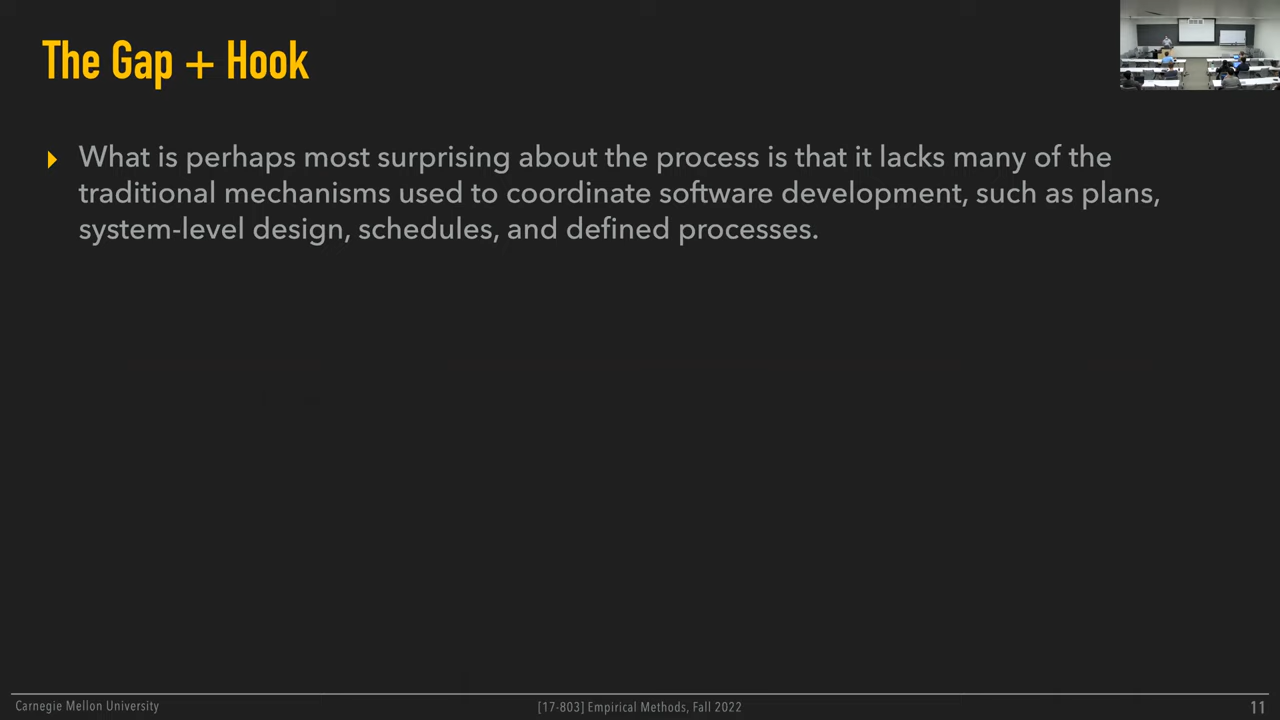 The Gap + Hook
What is perhaps most surprising about the process is that it lacks many of the
traditional mechanisms used to coordinate software development, such as plans,
system-level design, schedules, and defined processes.
Carnegie Mellon University
[17-803] Empirical Methods, Fall 2022
11